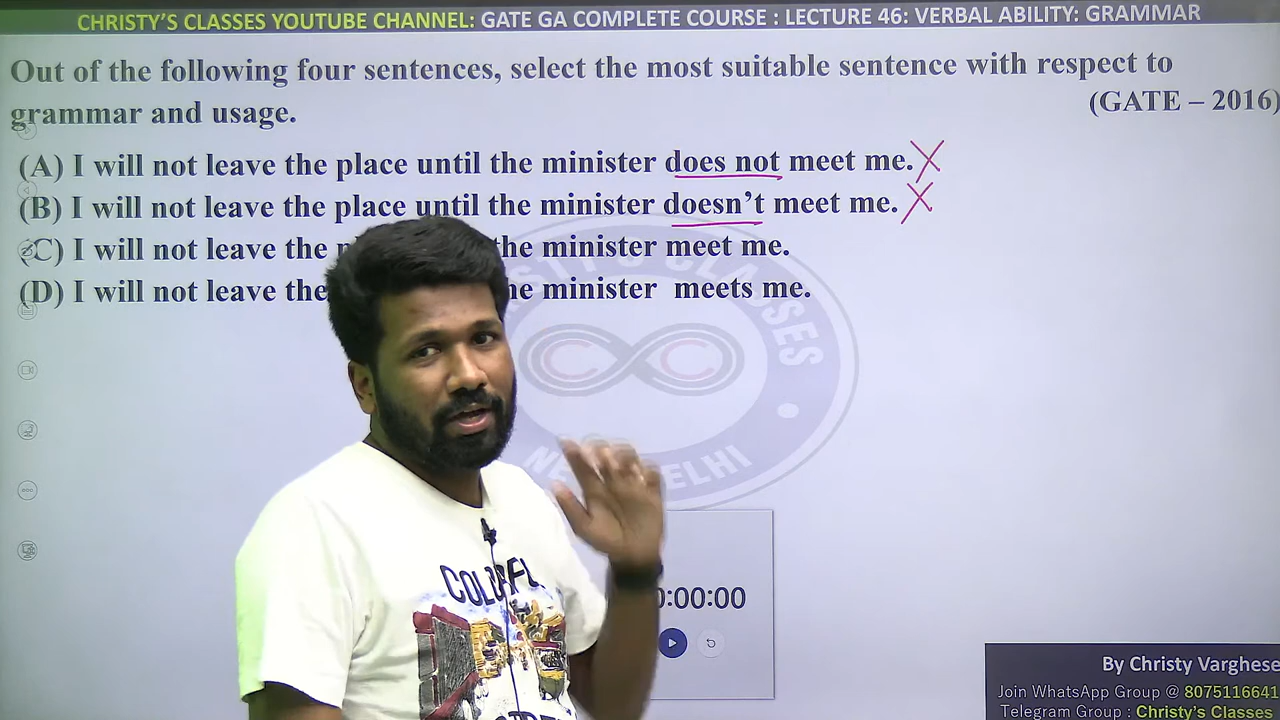 CHRISTY'S CLASSES YOUTUBE CHANNEL: GATE GA COMPLETE COURSE : LECTURE 46: VERBAL ABILITY: GRAMMAR
Out of the following four sentences, select the most suitable sentence with respect to
grammar and usage.
(GATE – 2016)
(A) I will not leave the place until the minister does not meet me.
(B) I will not leave the place until the minister doesn't meet me.
(C) I will not leave the the minister meet me.
(D) I will not leave the minister meets me.
CLASSES
C C
COLORFUL
:00:00
By Christy Varghese
Join WhatsApp Group @ 8075116641
Telegram Group : Christy's Classes